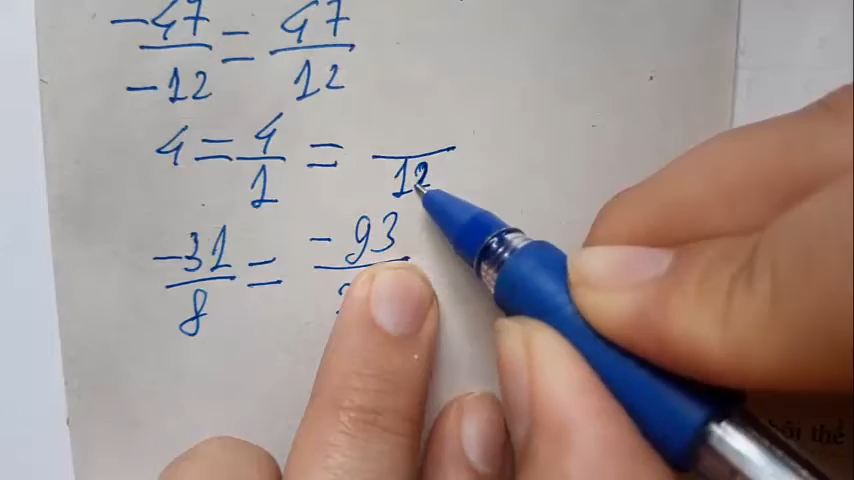 -47/-12 = 47/12
4 = 4/1 = /12
-31/8 = -93/